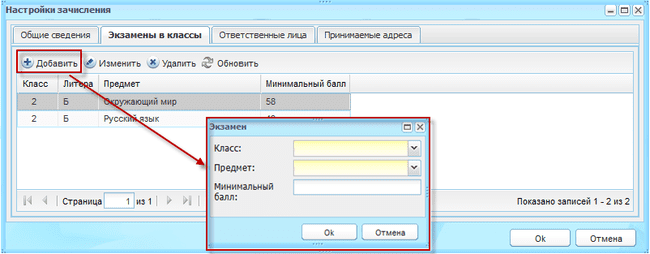 Настройки зачисления
Общие сведения Экзамены в классы Ответственные лица Принимаемые адреса
Добавить Изменить Удалить Обновить
Класс Литера Предмет Минимальный балл
2 Б Окружающий мир 58
2 Б Русский язык
Экзамен
Класс:
Предмет:
Минимальный
балл:
Ok Отмена
Страница 1 из 1
Показано записей 1 - 2 из 2
Ok Отмена